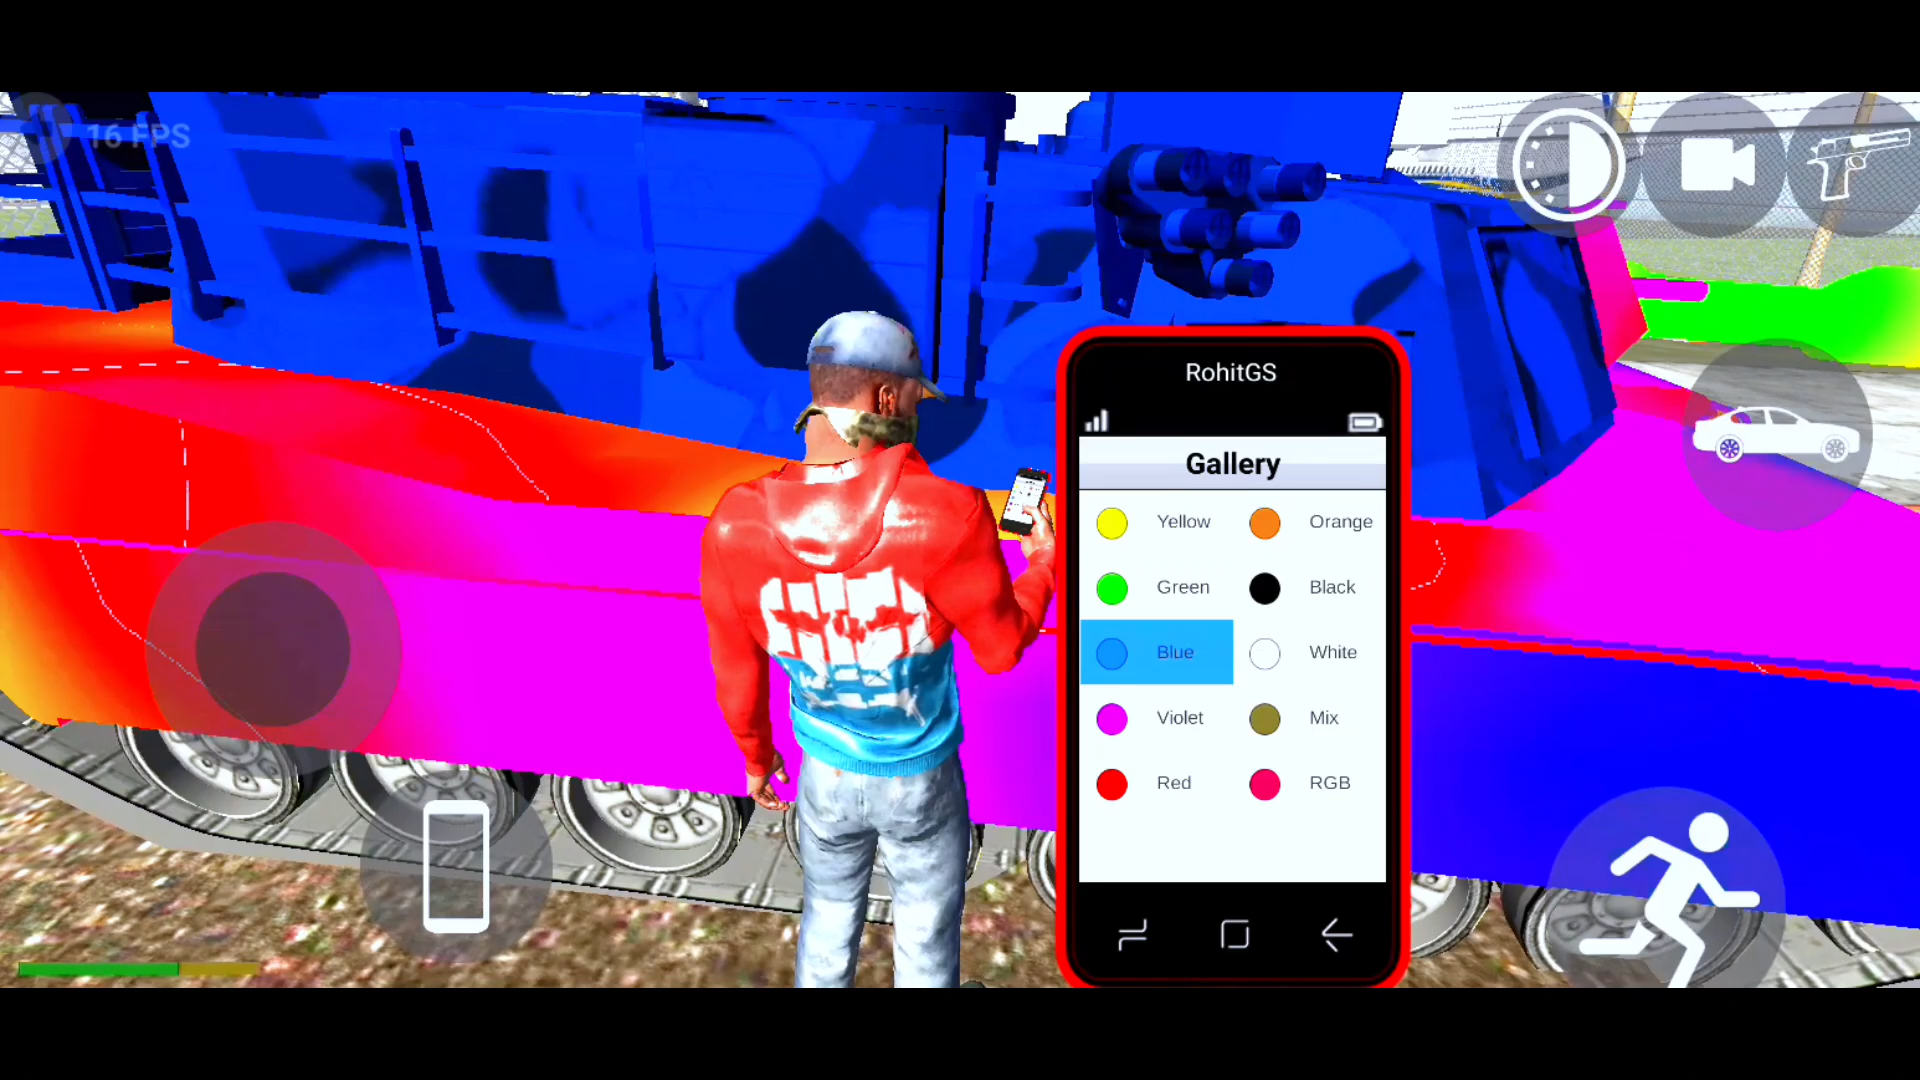 16 FPS
RohitGS
Gallery
Yellow
Orange
Green
Black
Blue
White
Violet
Mix
Red
RGB